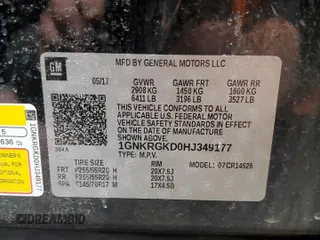 GM
MFD BY GENERAL MOTORS LLC
05/17 GVWR GAWR FRT GAWR RR
2908 KG 1450 KG 1600 KG
6411 LB 3196 LB 3527 LB
THIS VEHICLE CONFORMS TO ALL APPLICABLE
U.S. FEDERAL MOTOR VEHICLE SAFETY
STANDARDS IN EFFECT ON THE DATE OF
MANUFACTURE SHOWN ABOVE.
1GNKRGKD0HJ349177
TYPE: M.P.V. 07CR14526
TIRE SIZE RIM
FRT P255/55R20 H 20X7.5J
RR P255/55R20 H 20X7.5J
SPA T145/70R17 M 17X4.5B
5
636
1GNKRGKD0HJ349177
DREAMBID